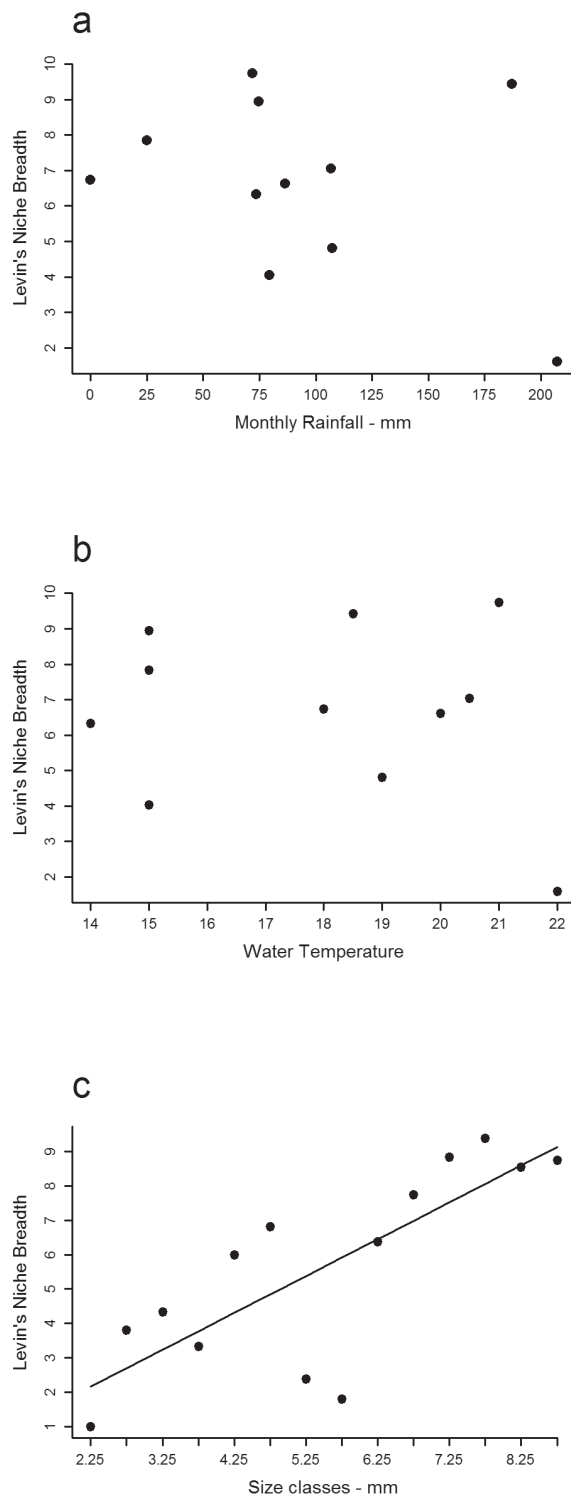 a
Levin's Niche Breadth
10
9
8
7
6
5
4
3
2
0 25 50 75 100 125 150 175 200
Monthly Rainfall - mm
b
Levin's Niche Breadth
10
9
8
7
6
5
4
3
2
14 15 16 17 18 19 20 21 22
Water Temperature
c
Levin's Niche Breadth
9
8
7
6
5
4
3
2
1
2.25 3.25 4.25 5.25 6.25 7.25 8.25
Size classes - mm